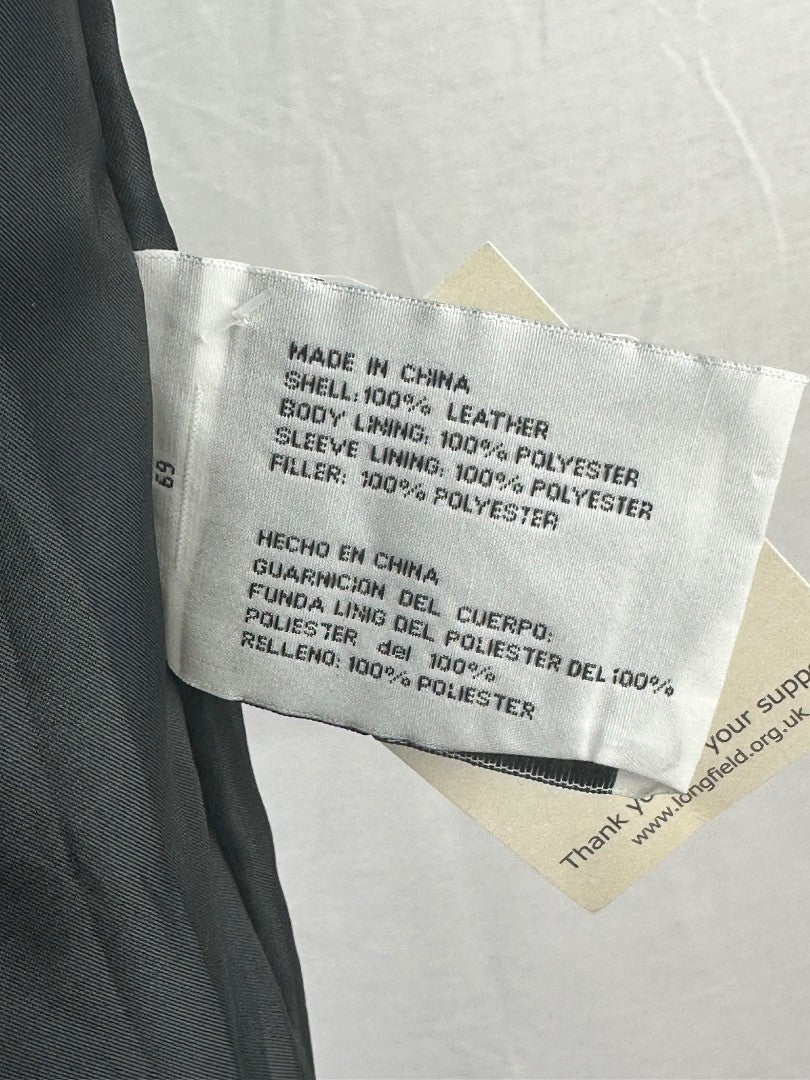 MADE IN CHINA
SHELL: 100% LEATHER
BODY LINING: 100% POLYESTER
SLEEVE LINING: 100% POLYESTER
FILLER: 100% POLYESTER
HECHO EN CHINA
GUARNICION DEL CUERPO:
FUNDA LINIG DEL POLIESTER DEL 100%
POLIESTER del 100%
RELLENO: 100% POLIESTER
69
Thank your supp
www.longfield.org.uk